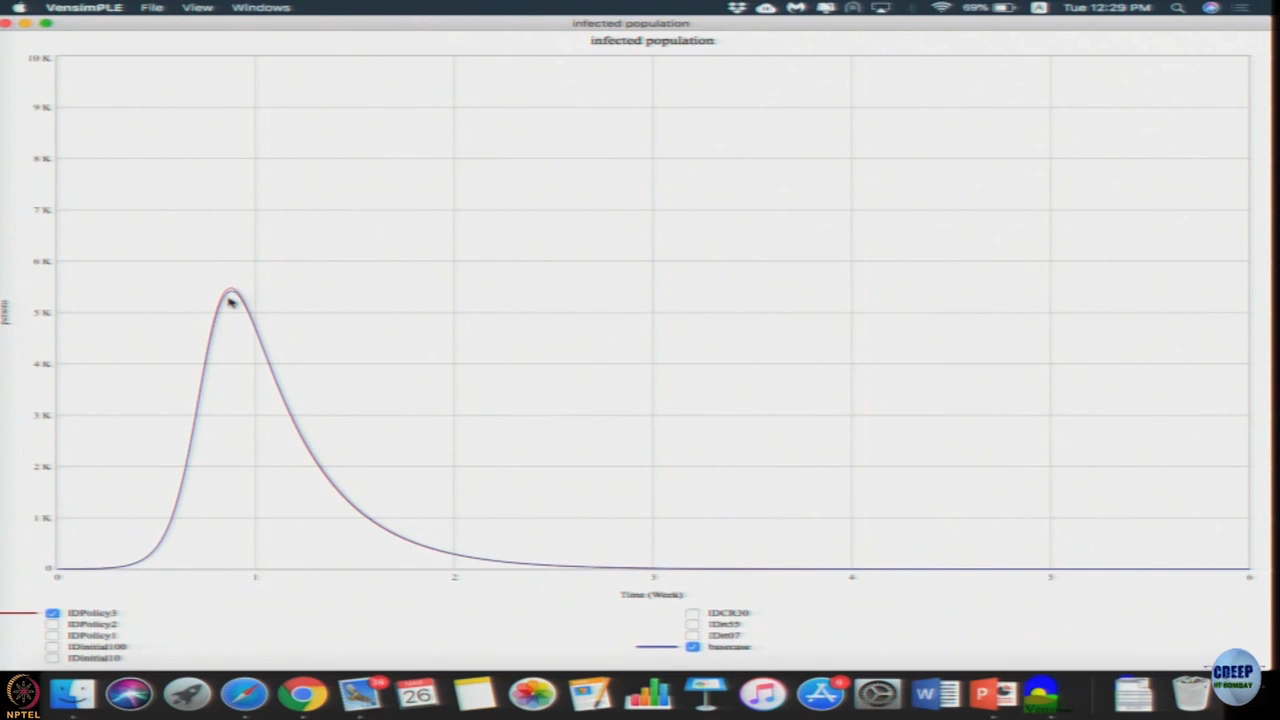 VensimPLE File View Windows 69% A Tue 12:29 PM
infected population
infected population
10 K
9 K
8 K
7 K
6 K
5 K
4 K
3 K
2 K
1 K
0
0 1 2 3 4 5 6
Time (Week)
IDPolicy3
IDPolicy2
IDPolicy1
IDinitial100
IDinitial10
IDCR30
IDrr07
basecase
26
W
P
NPTEL
CDEEP
IIT BOMBAY